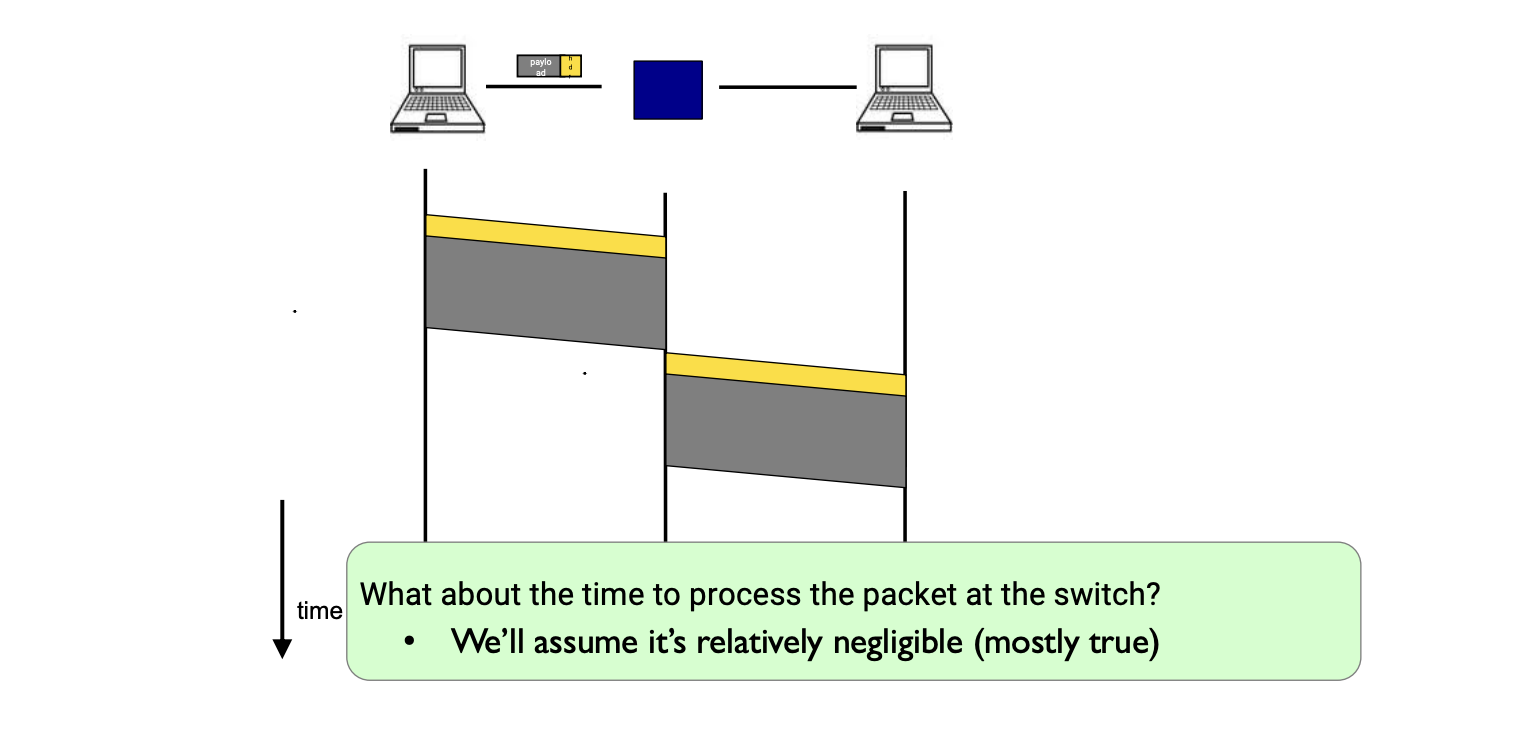 paylo
ad
h
d
time
What about the time to process the packet at the switch?
• We’ll assume it’s relatively negligible (mostly true)